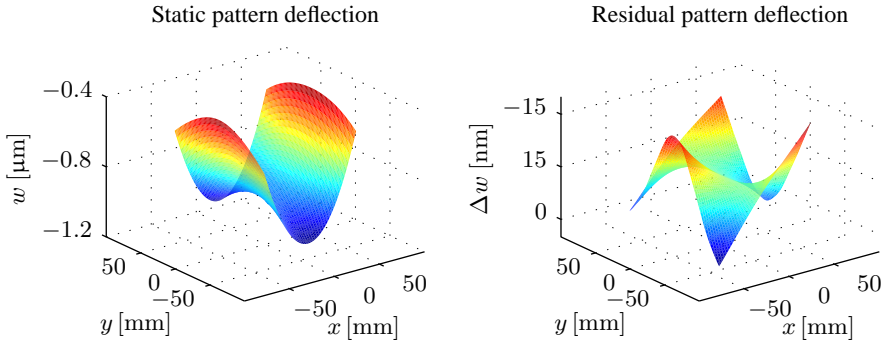 Static pattern deflection
−0.4
−0.8
−1.2
w [µm]
50
0
−50
y [mm]
−50
0
50
x [mm]
Residual pattern deflection
−15
15
0
Δw [nm]
50
0
−50
y [mm]
−50
0
50
x [mm]